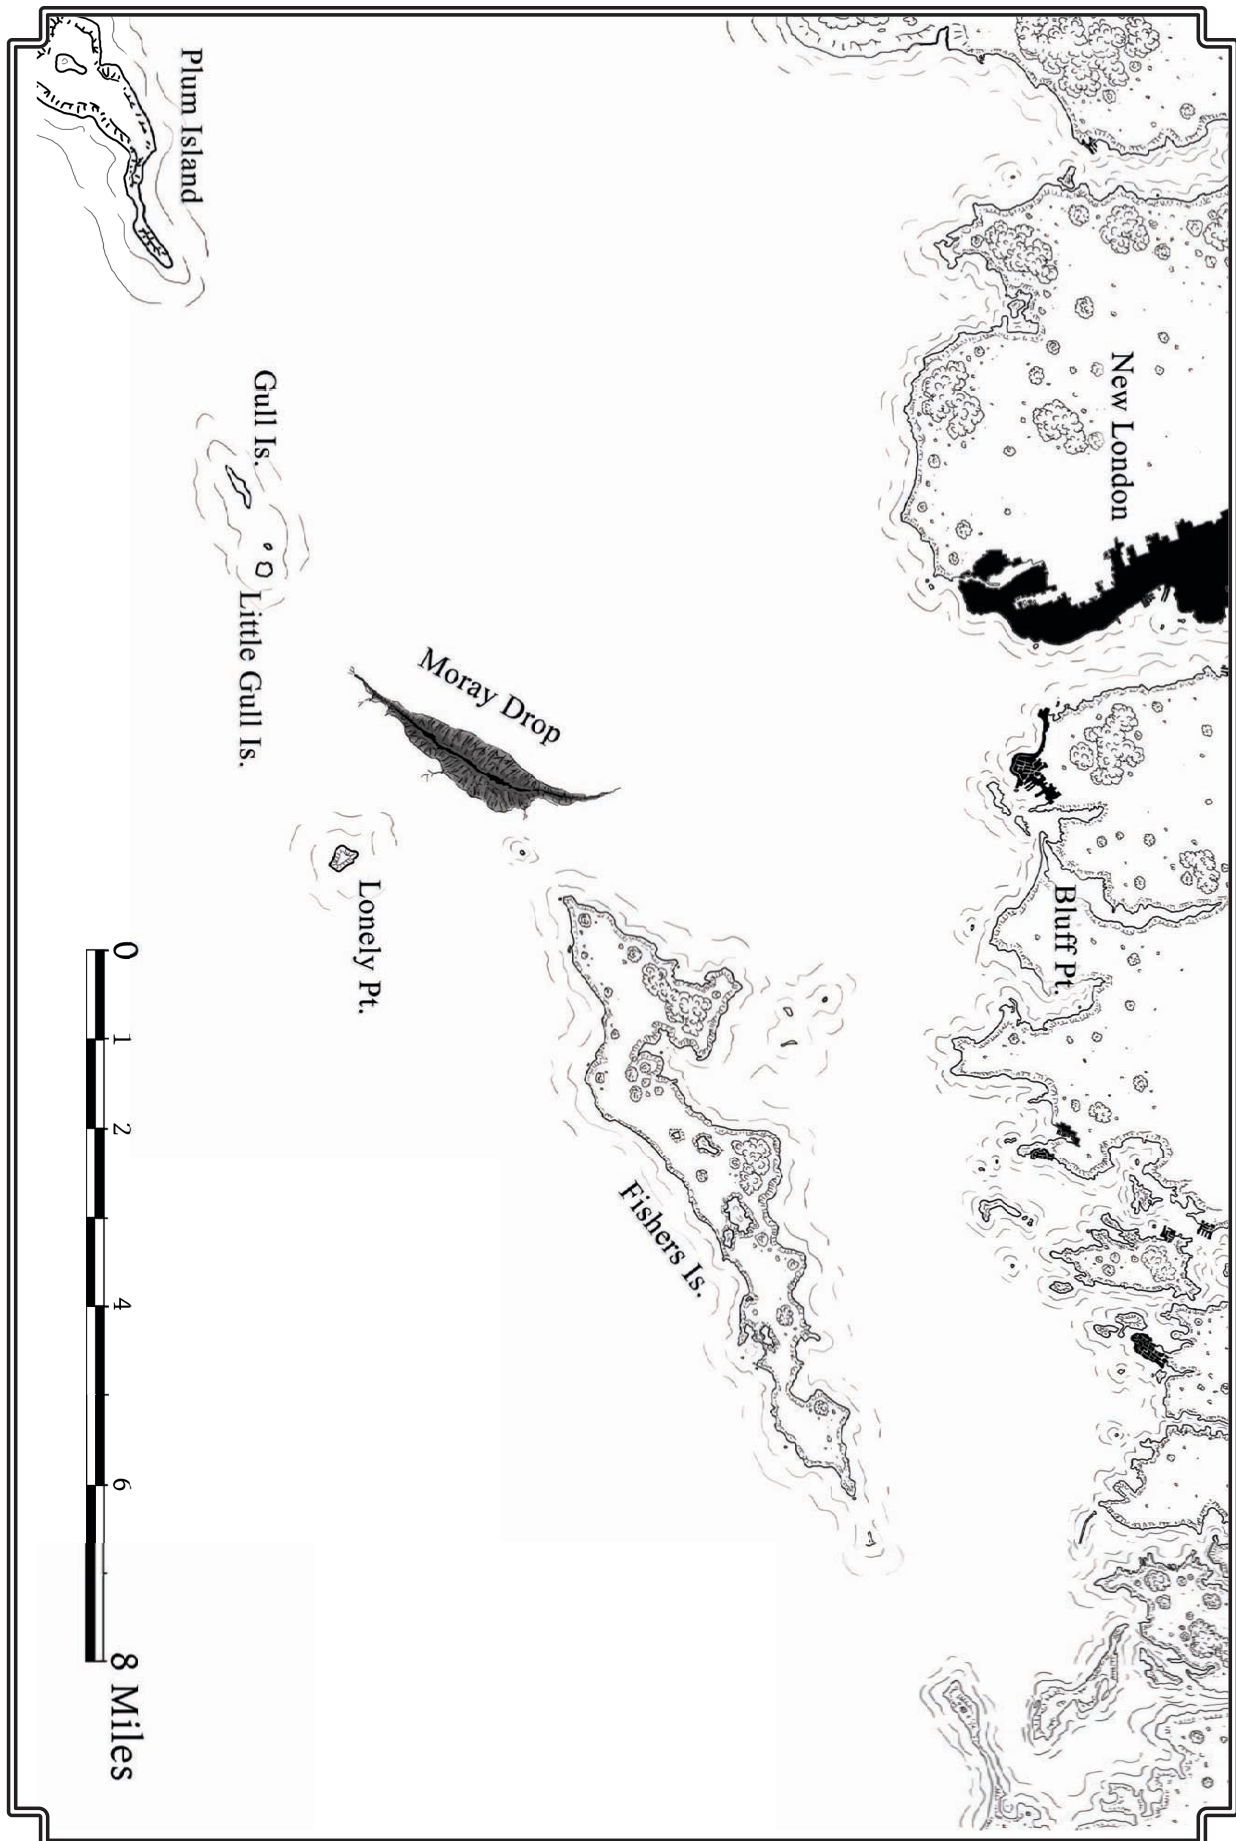 New London
Bluff Pt.
Moray Drop
Fishers Is.
Plum Island
Gull Is.
Little Gull Is.
Lonely Pt.
0 1 2 4 6 8 Miles